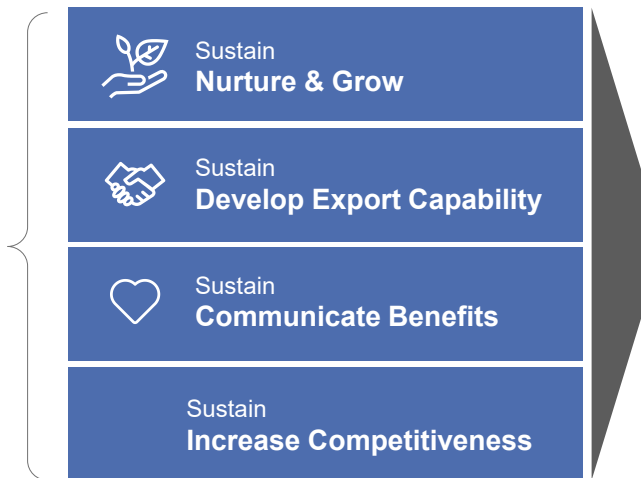 Sustain
Nurture & Grow
Sustain
Develop Export Capability
Sustain
Communicate Benefits
Sustain
Increase Competitiveness